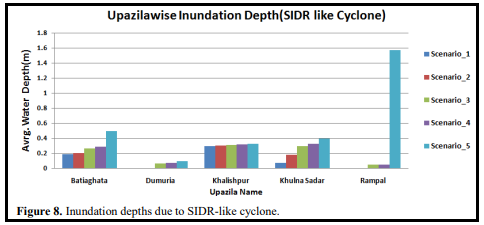 Upazilawise Inundation Depth(SIDR like Cyclone)
1.8
1.6
1.4
1.2
1
0.8
0.6
0.4
0.2
0
Avrg. Water Depth(m)
Batiaghata Dumuria Khalishpur Khulna Sadar Rampal
Upazila Name
Scenario_1
Scenario_2
Scenario_3
Scenario_4
Scenario_5
Figure 8. Inundation depths due to SIDR-like cyclone.